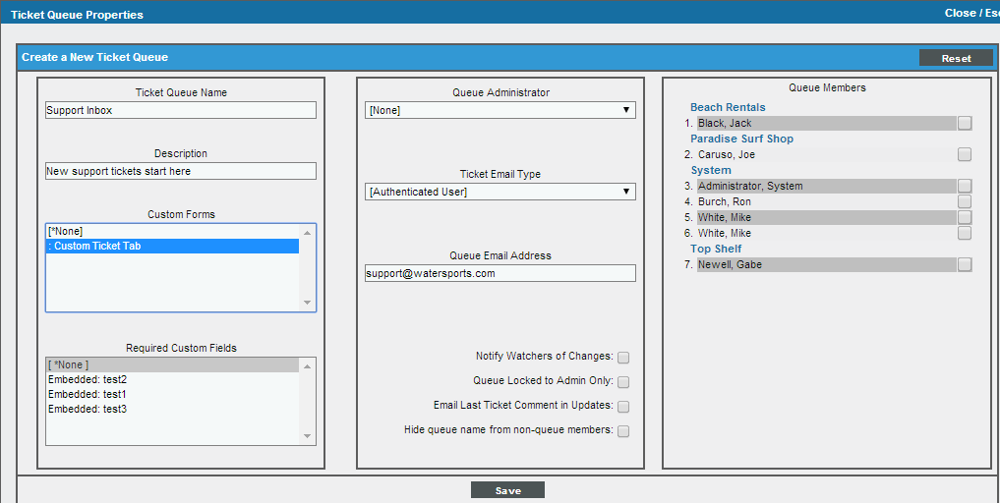 Ticket Queue Properties
Close / Esc
Create a New Ticket Queue
Reset
Ticket Queue Name
Support Inbox
Description
New support tickets start here
Custom Forms
[*None]
: Custom Ticket Tab
Required Custom Fields
[ *None ]
Embedded: test2
Embedded: test1
Embedded: test3
Queue Administrator
[None]
Ticket Email Type
[Authenticated User]
Queue Email Address
support@watersports.com
Notify Watchers of Changes:
Queue Locked to Admin Only:
Email Last Ticket Comment in Updates:
Hide queue name from non-queue members:
Queue Members
Beach Rentals
1. Black, Jack
Paradise Surf Shop
2. Caruso, Joe
System
3. Administrator, System
4. Burch, Ron
5. White, Mike
6. White, Mike
Top Shelf
7. Newell, Gabe
Save